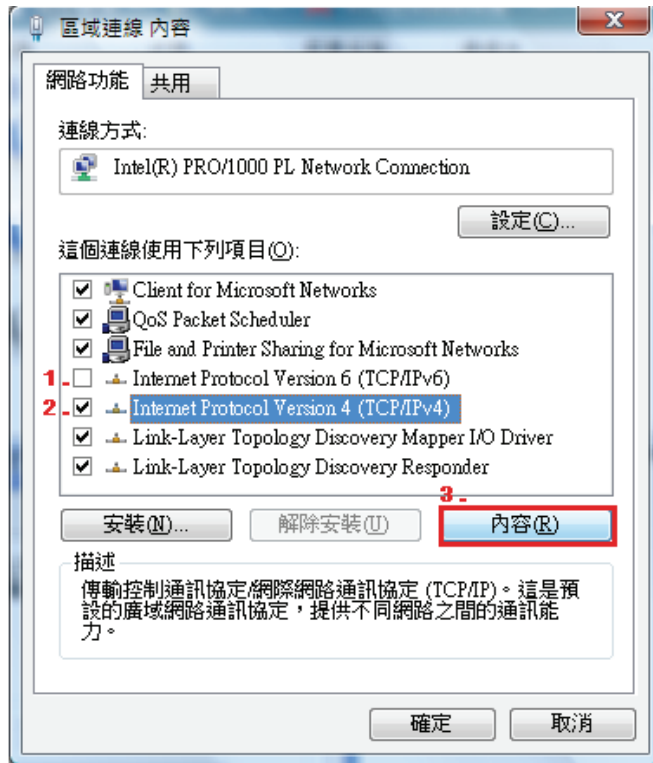 區域連線 內容
網路功能 共用
連線方式:
Intel(R) PRO/1000 PL Network Connection
設定(C)...
這個連線使用下列項目(O):
Client for Microsoft Networks
QoS Packet Scheduler
File and Printer Sharing for Microsoft Networks
1. Internet Protocol Version 6 (TCP/IPv6)
2. Internet Protocol Version 4 (TCP/IPv4)
Link-Layer Topology Discovery Mapper I/O Driver
Link-Layer Topology Discovery Responder
3.
安裝(N)... 解除安裝(U) 內容(R)
描述
傳輸控制通訊協定/網際網路通訊協定 (TCP/IP)。這是預
設的廣域網路通訊協定，提供不同網路之間的通訊能
力。
確定 取消